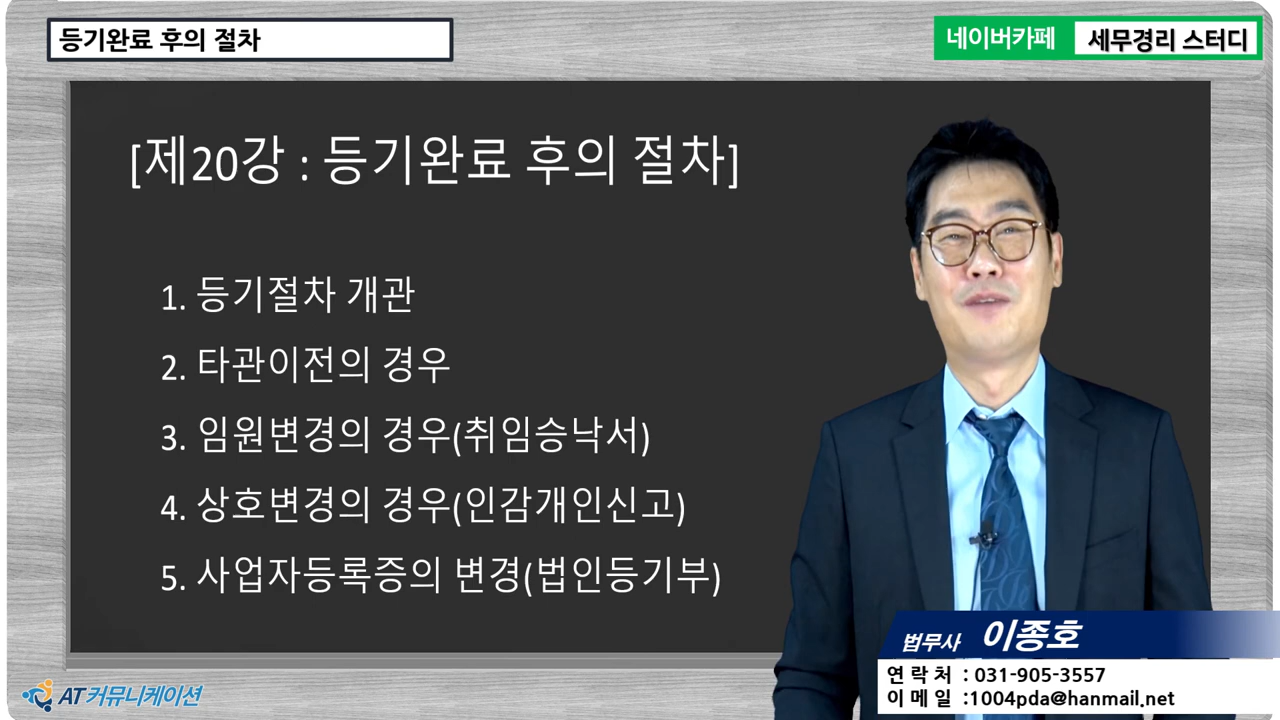 등기완료 후의 절차
네이버카페 세무경리 스터디
[제20강 : 등기완료 후의 절차]
1. 등기절차 개관
2. 타관이전의 경우
3. 임원변경의 경우(취임승낙서)
4. 상호변경의 경우(인감개인신고)
5. 사업자등록증의 변경(법인등기부)
법무사 이종호
연 락 처 : 031-905-3557
이 메 일 :1004pda@hanmail.net
AT커뮤니케이션